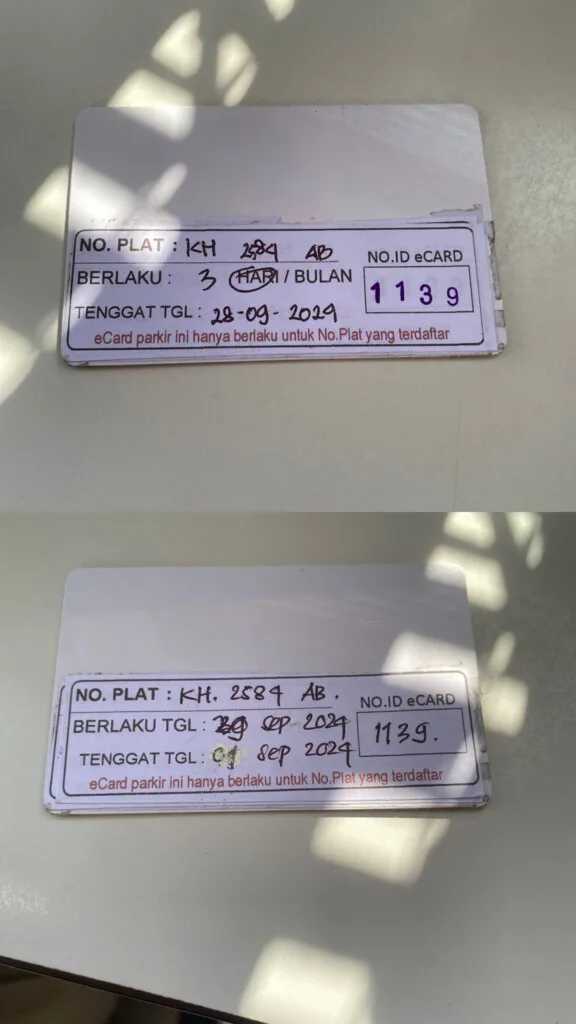 NO. PLAT : KH 2584 AB
BERLAKU : 3 HARI / BULAN
NO.ID eCARD
1139
TENGGAT TGL : 28-09-2024
eCard parkir ini hanya berlaku untuk No.Plat yang terdaftar
NO. PLAT : KH. 2584 AB.
NO.ID eCARD
BERLAKU TGL : SEP 2024
1139.
TENGGAT TGL : SEP 2024
eCard parkir ini hanya berlaku untuk No.Plat yang terdaftar